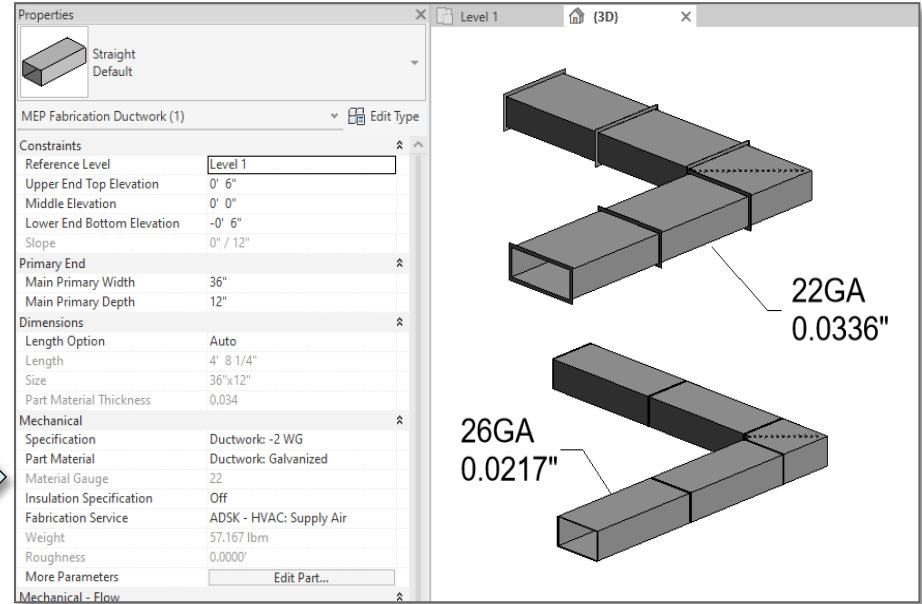 Properties
Straight
Default
MEP Fabrication Ductwork (1)
Edit Type
Constraints
Reference Level Level 1
Upper End Top Elevation 0' 6"
Middle Elevation 0' 0"
Lower End Bottom Elevation -0' 6"
Slope 0" / 12"
Primary End
Main Primary Width 36"
Main Primary Depth 12"
Dimensions
Length Option Auto
Length 4' 8 1/4"
Size 36"x12"
Part Material Thickness 0.034
Mechanical
Specification Ductwork: -2 WG
Part Material Ductwork: Galvanized
Material Gauge 22
Insulation Specification Off
Fabrication Service ADSK - HVAC: Supply Air
Weight 57.167 lbm
Roughness 0.0000'
More Parameters Edit Part...
Mechanical - Flow
Level 1 {3D}
22GA
0.0336"
26GA
0.0217"